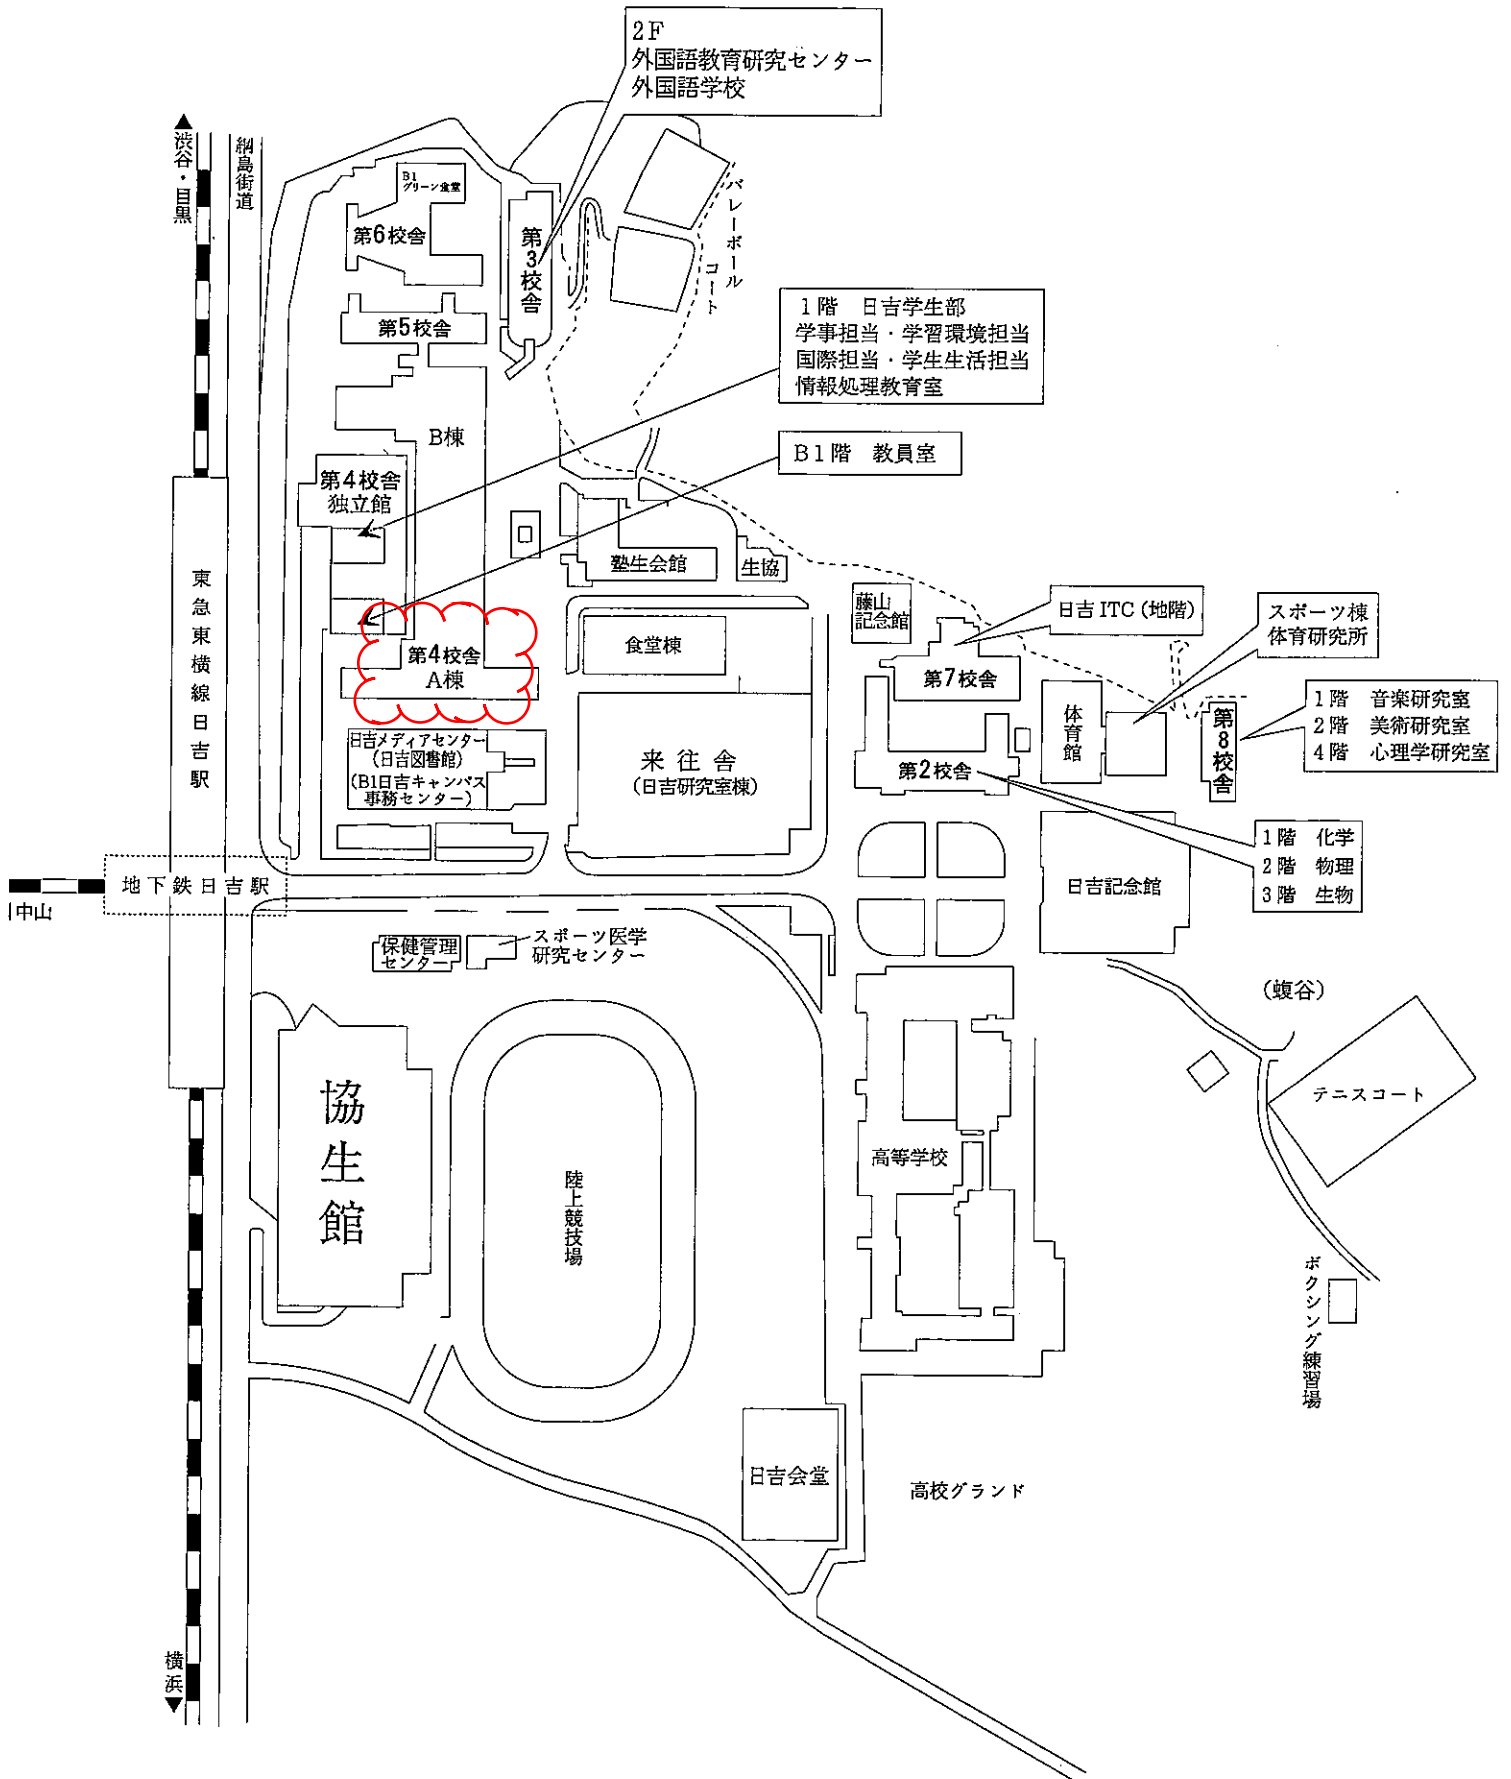 2F
外国語教育研究センター
外国語学校
▲渋谷・目黒
綱島街道
B1
グリーン食堂
第6校舎
第3校舎
バレーボール
コート
第5校舎
1階 日吉学生部
学事担当・学習環境担当
国際担当・学生生活担当
情報処理教育室
B棟
B1階 教員室
第4校舎
独立館
塾生会館
生協
東急東横線日吉駅
藤山
記念館
日吉ITC(地階)
スポーツ棟
体育研究所
食堂棟
第4校舎
A棟
第7校舎
体育館
第8校舎
1階 音楽研究室
2階 美術研究室
4階 心理学研究室
日吉メディアセンター
(日吉図書館)
(B1日吉キャンパス
事務センター)
来往舎
(日吉研究室棟)
第2校舎
1階 化学
2階 物理
3階 生物
地下鉄日吉駅
中山
日吉記念館
保健管理
センター
スポーツ医学
研究センター
(蝮谷)
協生館
テニスコート
高等学校
陸上競技場
ボクシング練習場
日吉会堂
高校グランド
横浜▼